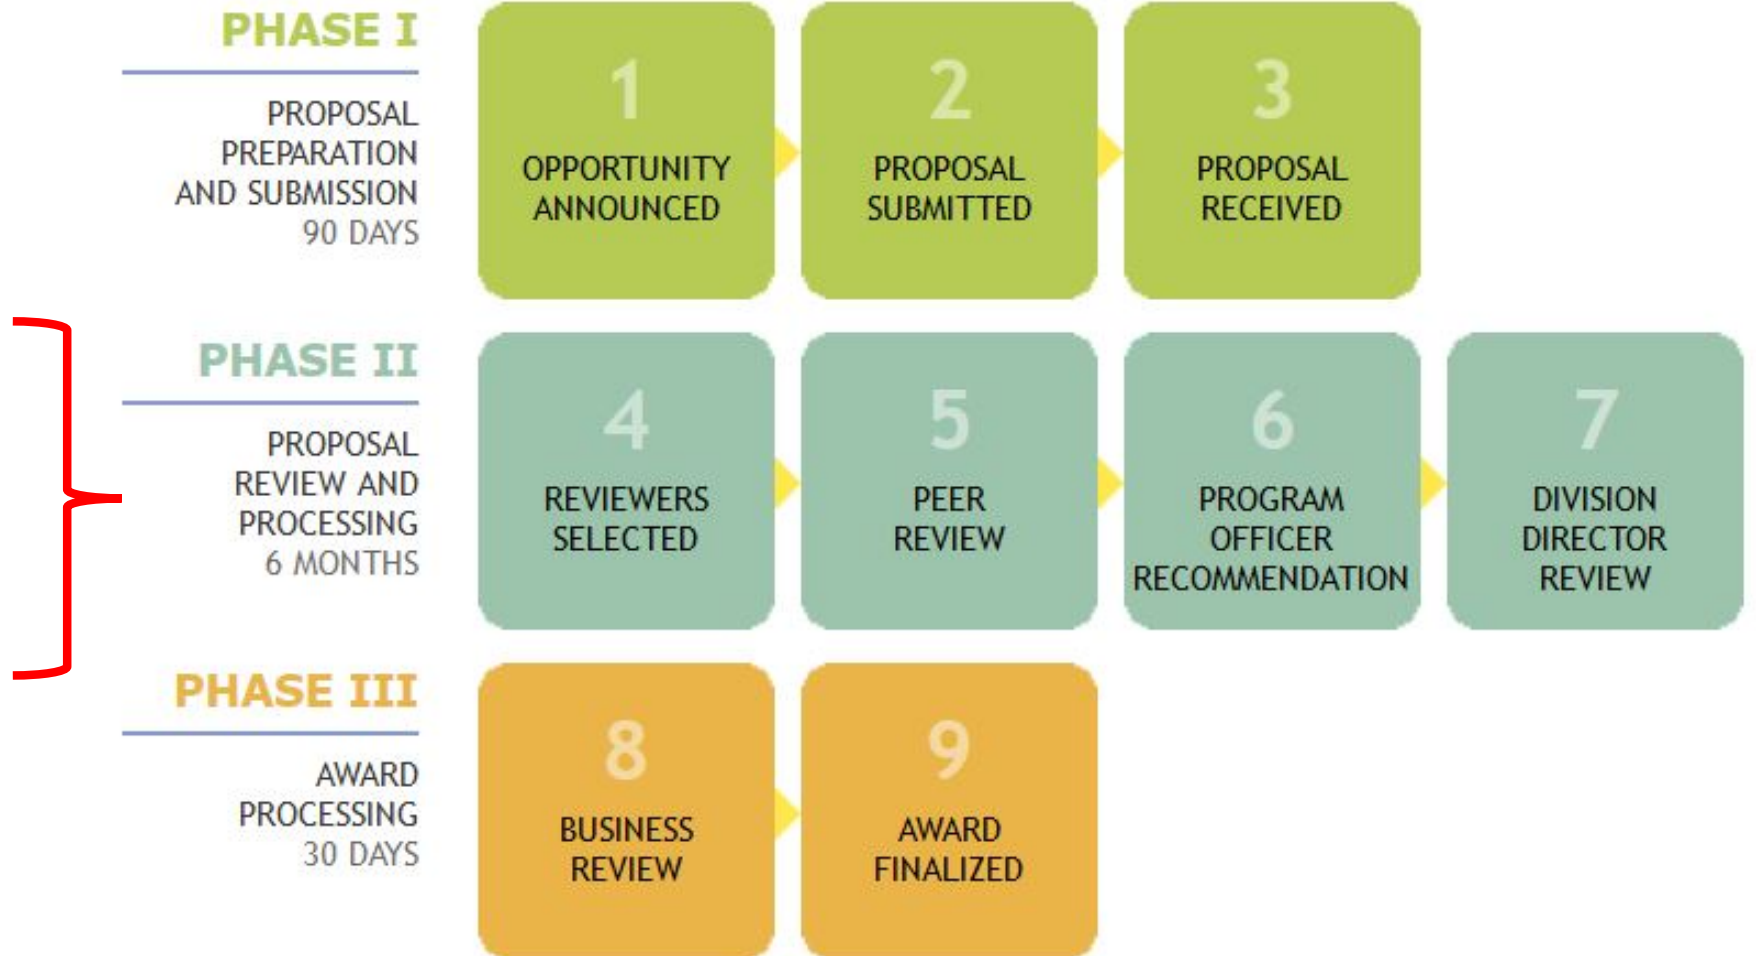 PHASE I
PROPOSAL
PREPARATION
AND SUBMISSION
90 DAYS
1
OPPORTUNITY
ANNOUNCED
2
PROPOSAL
SUBMITTED
3
PROPOSAL
RECEIVED
PHASE II
PROPOSAL
REVIEW AND
PROCESSING
6 MONTHS
4
REVIEWERS
SELECTED
5
PEER
REVIEW
6
PROGRAM
OFFICER
RECOMMENDATION
7
DIVISION
DIRECTOR
REVIEW
PHASE III
AWARD
PROCESSING
30 DAYS
8
BUSINESS
REVIEW
9
AWARD
FINALIZED